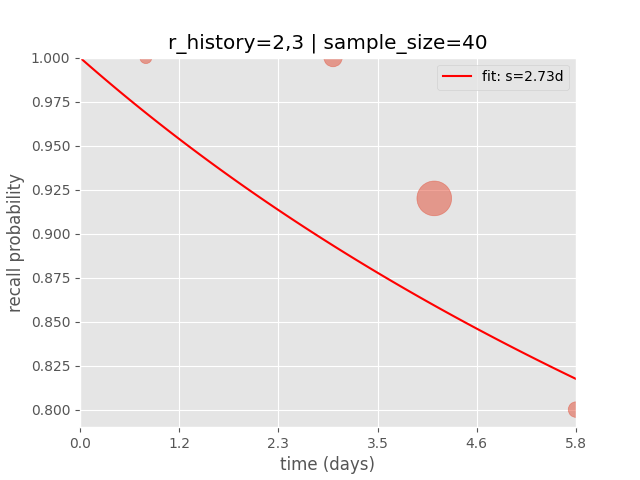 r_history=2,3 | sample_size=40
fit: s=2.73d
recall probability
1.000
0.975
0.950
0.925
0.900
0.875
0.850
0.825
0.800
0.0 1.2 2.3 3.5 4.6 5.8
time (days)